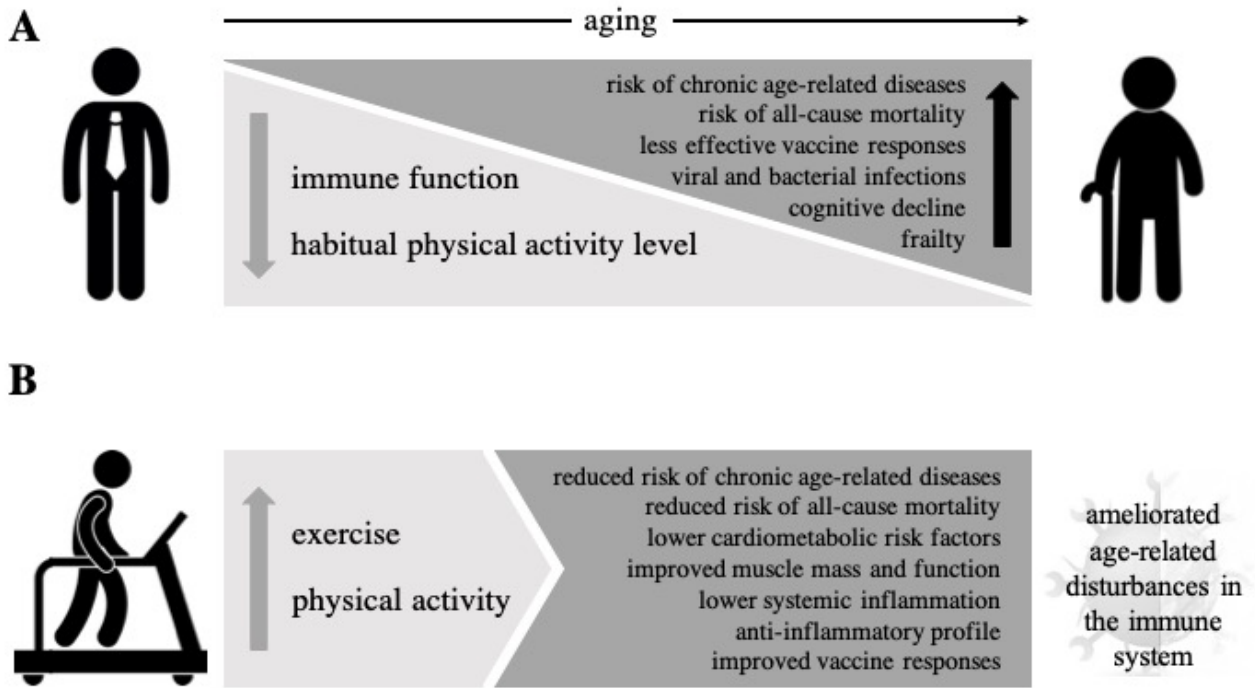 A
aging
immune function
habitual physical activity level
risk of chronic age-related diseases
risk of all-cause mortality
less effective vaccine responses
viral and bacterial infections
cognitive decline
frailty
B
exercise
physical activity
reduced risk of chronic age-related diseases
reduced risk of all-cause mortality
lower cardiometabolic risk factors
improved muscle mass and function
lower systemic inflammation
anti-inflammatory profile
improved vaccine responses
ameliorated
age-related
disturbances in
the immune
system